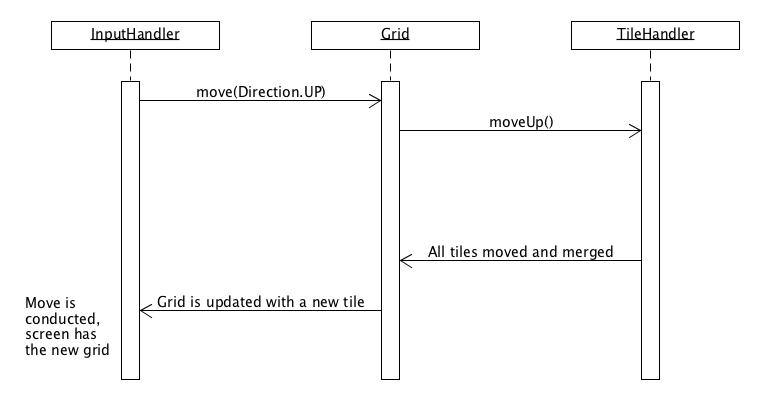 InputHandler
Grid
TileHandler
move(Direction.UP)
moveUp()
All tiles moved and merged
Grid is updated with a new tile
Move is
conducted,
screen has
the new grid